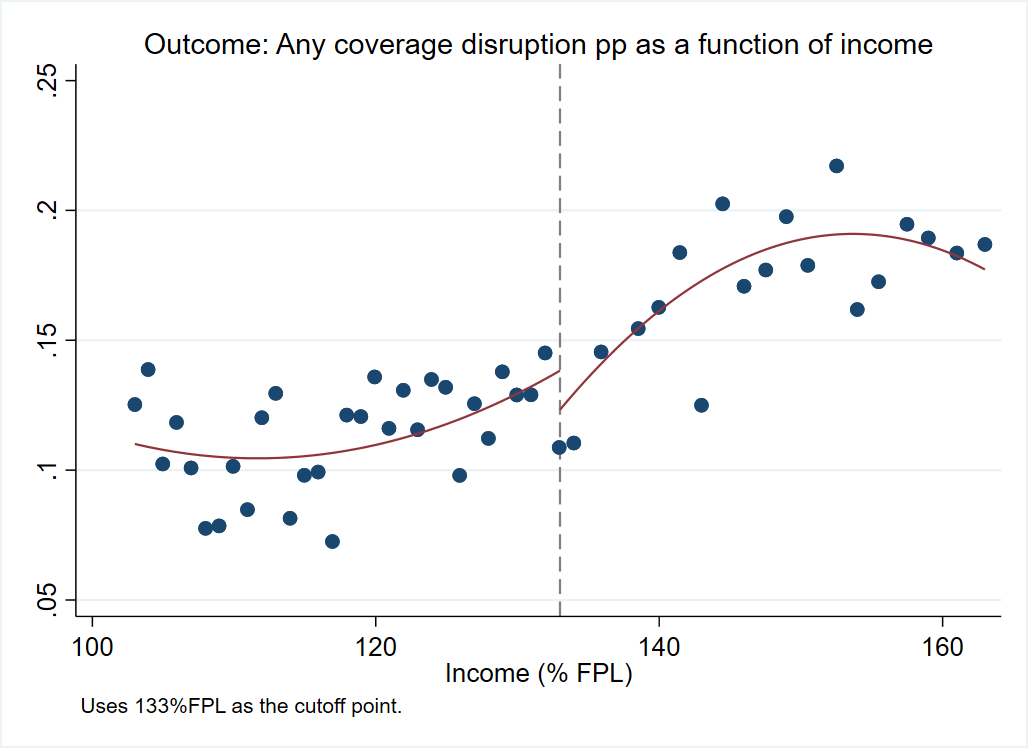 Outcome: Any coverage disruption pp as a function of income
.25
.2
.15
.1
.05
100 120 140 160
Income (% FPL)
Uses 133%FPL as the cutoff point.